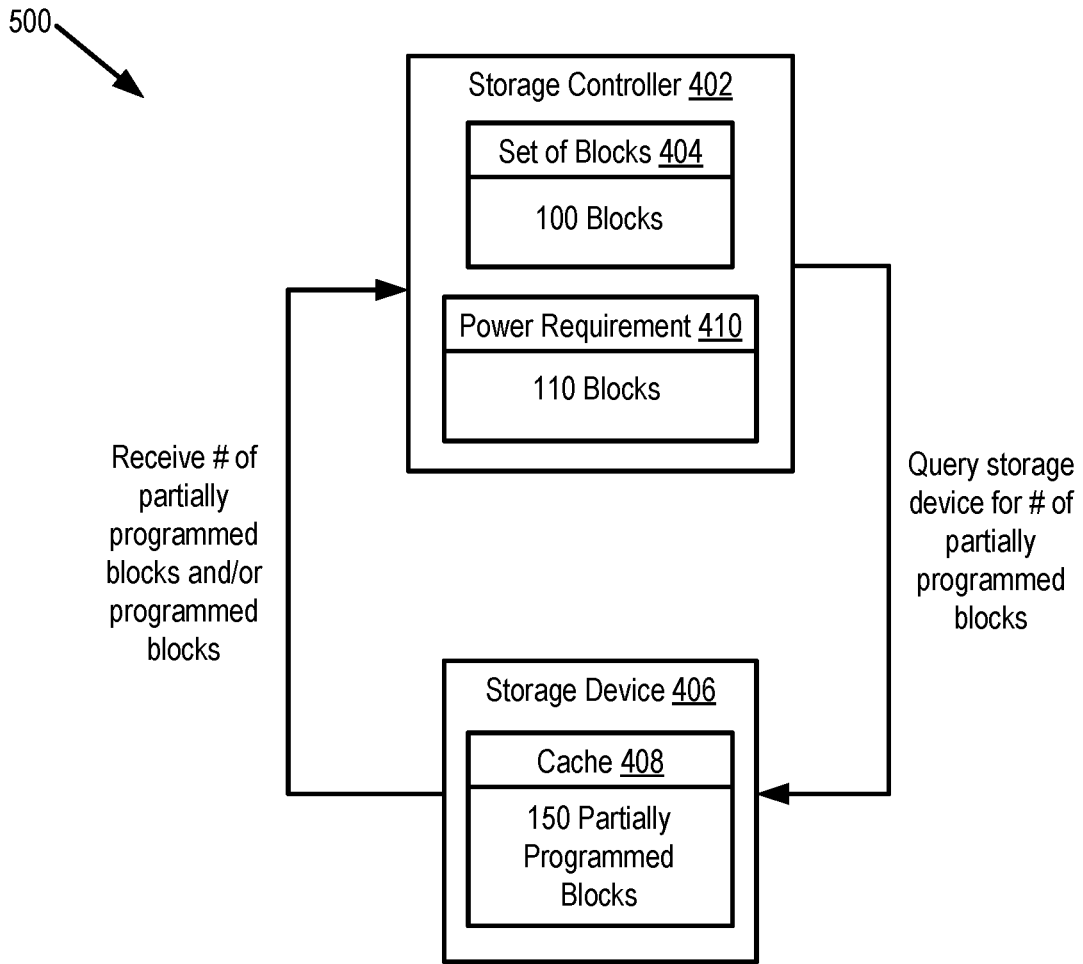 500
Storage Controller 402
Set of Blocks 404
100 Blocks
Power Requirement 410
110 Blocks
Receive # of
partially
programmed
blocks and/or
programmed
blocks
Query storage
device for # of
partially
programmed
blocks
Storage Device 406
Cache 408
150 Partially
Programmed
Blocks